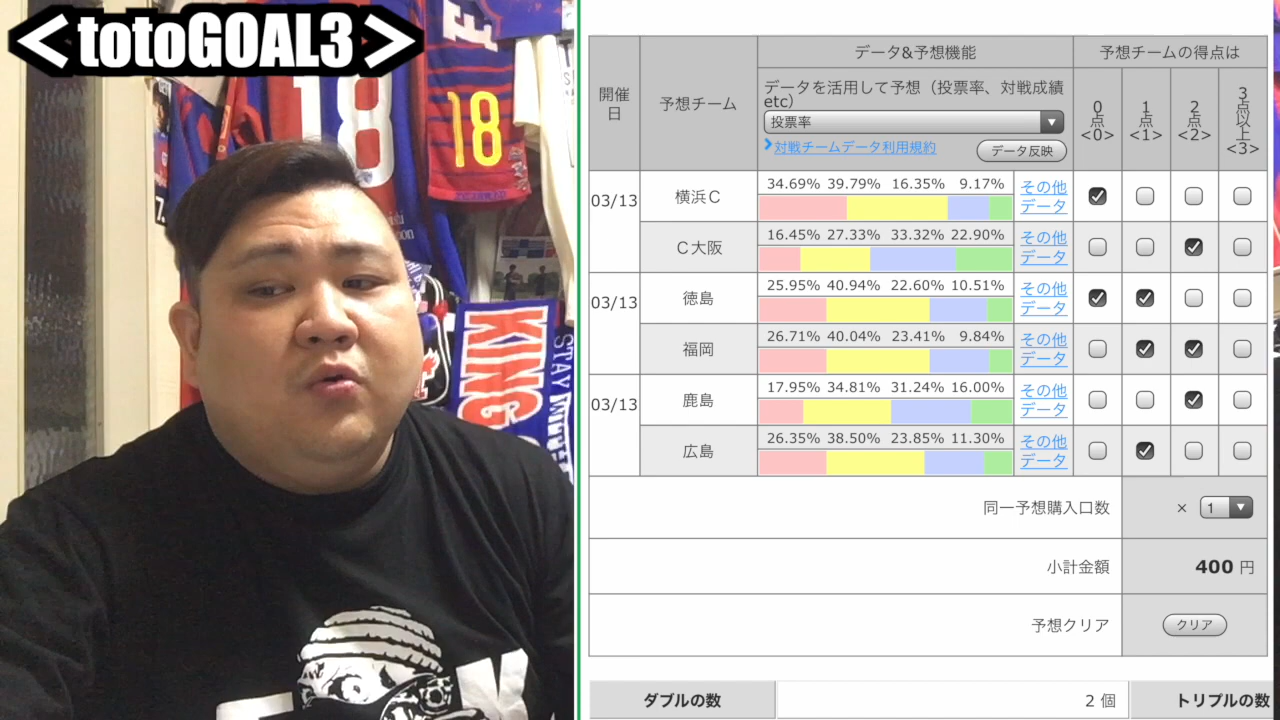 <totoGOAL3>
18
18
7.
KING
STAY
開催日
予想チーム
データ&予想機能
予想チームの得点は
データを活用して予想（投票率、対戦成績
etc）
投票率
対戦チームデータ利用規約
データ反映
0点<0>
1点<1>
2点<2>
3点以上<3>
03/13
横浜C
34.69% 39.79% 16.35% 9.17%
その他データ
C大阪
16.45% 27.33% 33.32% 22.90%
その他データ
03/13
徳島
25.95% 40.94% 22.60% 10.51%
その他データ
福岡
26.71% 40.04% 23.41% 9.84%
その他データ
03/13
鹿島
17.95% 34.81% 31.24% 16.00%
その他データ
広島
26.35% 38.50% 23.85% 11.30%
その他データ
同一予想購入口数
× 1
小計金額
400 円
予想クリア
クリア
ダブルの数
2 個
トリプルの数